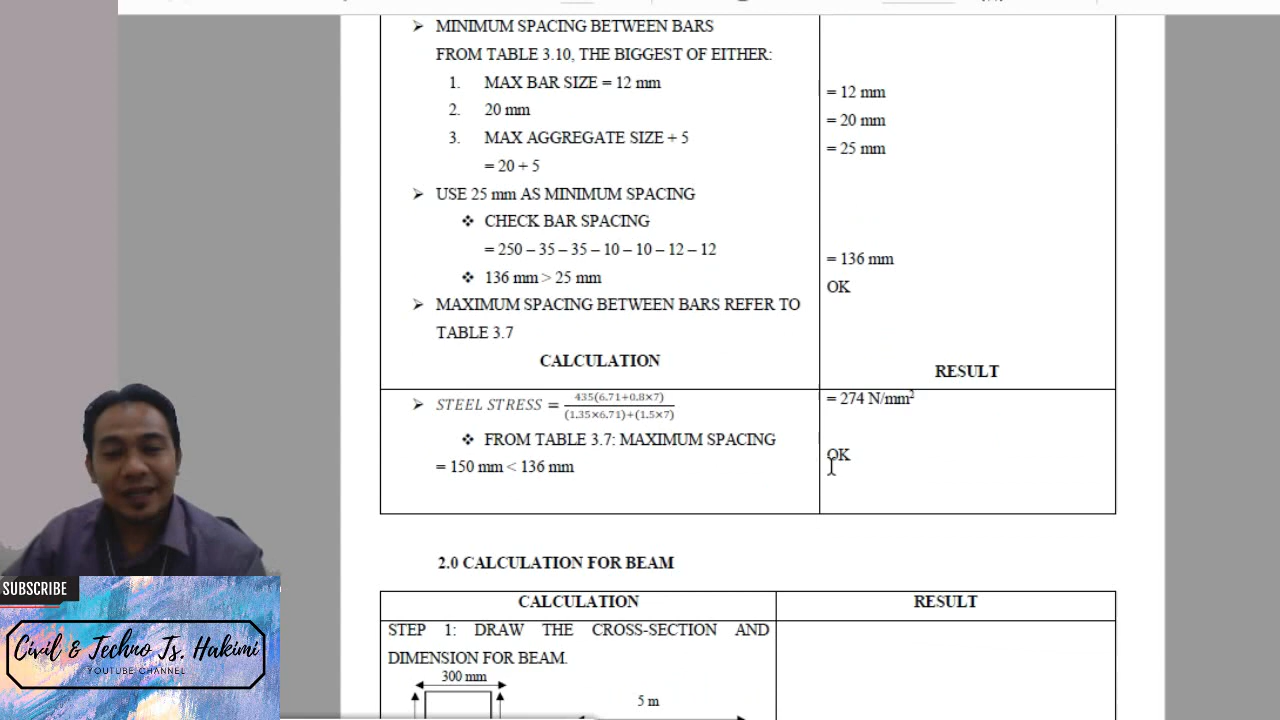 MINIMUM SPACING BETWEEN BARS
FROM TABLE 3.10, THE BIGGEST OF EITHER:
1. MAX BAR SIZE = 12 mm
= 12 mm
2. 20 mm
= 20 mm
3. MAX AGGREGATE SIZE + 5
= 25 mm
= 20 + 5
USE 25 mm AS MINIMUM SPACING
CHECK BAR SPACING
= 250 – 35 – 35 – 10 – 10 – 12 – 12
= 136 mm
136 mm > 25 mm
OK
MAXIMUM SPACING BETWEEN BARS REFER TO
TABLE 3.7
CALCULATION
RESULT
STEEL STRESS = 435(6.71+0.8×7)
(1.35×6.71)+(1.5×7)
= 274 N/mm²
FROM TABLE 3.7: MAXIMUM SPACING
OK
= 150 mm < 136 mm
2.0 CALCULATION FOR BEAM
CALCULATION
RESULT
STEP 1: DRAW THE CROSS-SECTION AND
DIMENSION FOR BEAM.
300 mm
5 m
SUBSCRIBE
Civil & Techno Ts. Hakimi
YOUTUBE CHANNEL